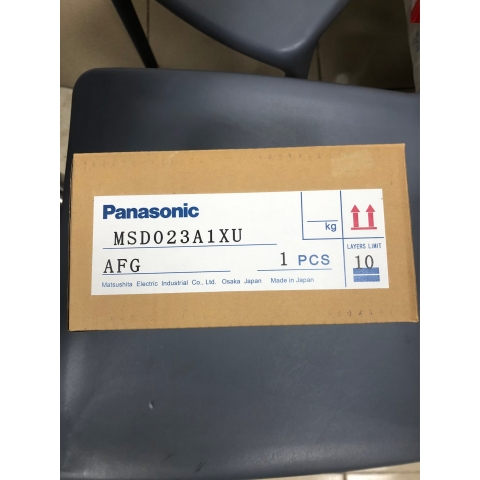 Panasonic
kg
MSD023A1XU
LAYERS LIMIT
AFG
1 PCS
10
Matsushita Electric Industrial Co., Ltd. Osaka Japan Made in Japan